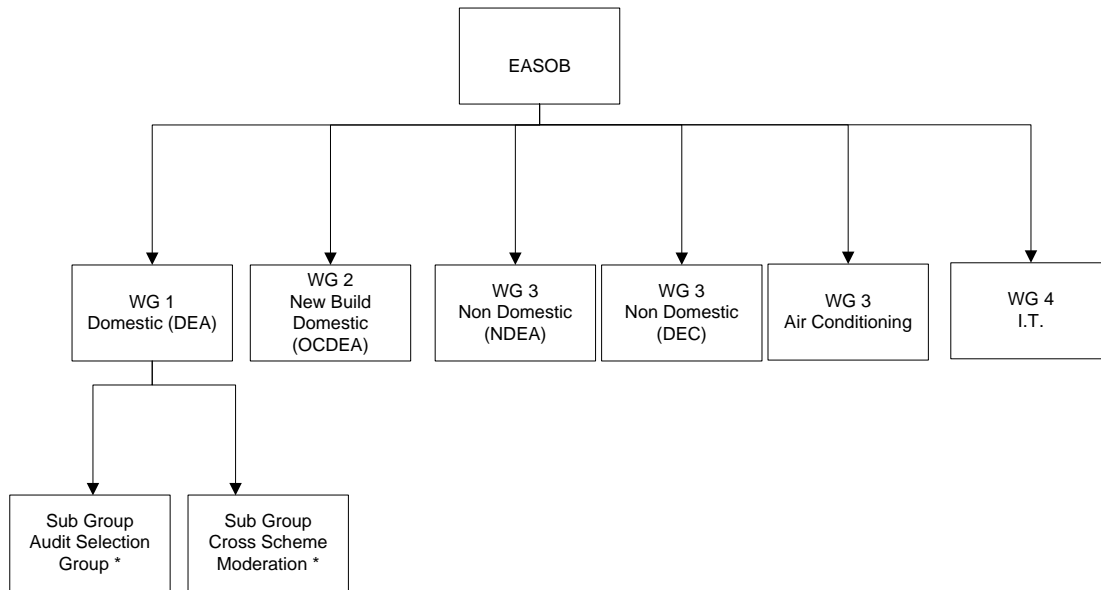 EASOB
WG 1
Domestic (DEA)
WG 2
New Build
Domestic
(OCDEA)
WG 3
Non Domestic
(NDEA)
WG 3
Non Domestic
(DEC)
WG 3
Air Conditioning
WG 4
I.T.
Sub Group
Audit Selection
Group *
Sub Group
Cross Scheme
Moderation *